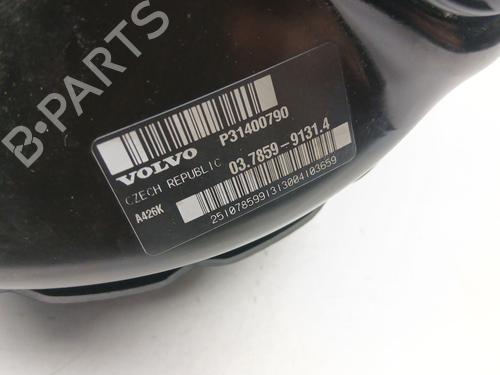 B-PARTS
P31400790
VOLVO
CZECH REPUBLIC
03.7859-9131.4
A426K
25107859913130041036​59